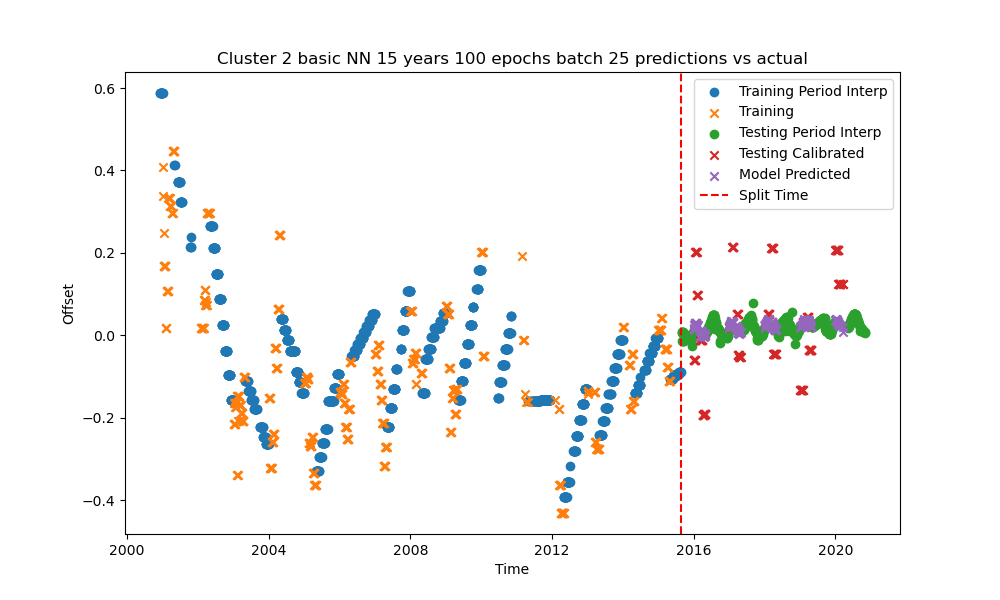 Cluster 2 basic NN 15 years 100 epochs batch 25 predictions vs actual
0.6
0.4
0.2
0.0
−0.2
−0.4
Offset
Training Period Interp
Training
Testing Period Interp
Testing Calibrated
Model Predicted
Split Time
2000 2004 2008 2012 2016 2020
Time